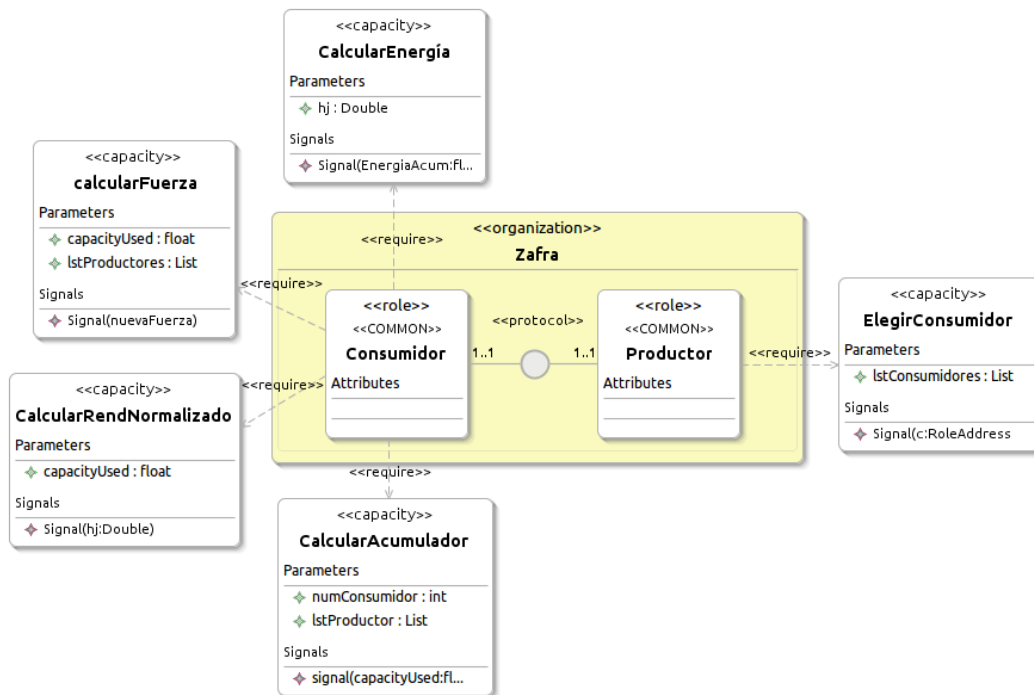 <<capacity>>
CalcularEnergía
Parameters
hj : Double
Signals
Signal(EnergiaAcum:fl...
<<capacity>>
calcularFuerza
Parameters
capacityUsed : float
lstProductores : List
Signals
Signal(nuevaFuerza)
<<require>>
<<require>>
<<organization>>
Zafra
<<role>>
<<COMMON>>
Consumidor
Attributes
1..1
<<protocol>>
1..1
<<role>>
<<COMMON>>
Productor
Attributes
<<require>>
<<capacity>>
ElegirConsumidor
Parameters
lstConsumidores : List
Signals
Signal(c:RoleAddress
<<require>>
<<capacity>>
CalcularRendNormalizado
Parameters
capacityUsed : float
Signals
Signal(hj:Double)
<<require>>
<<capacity>>
CalcularAcumulador
Parameters
numConsumidor : int
lstProductor : List
Signals
signal(capacityUsed:fl...